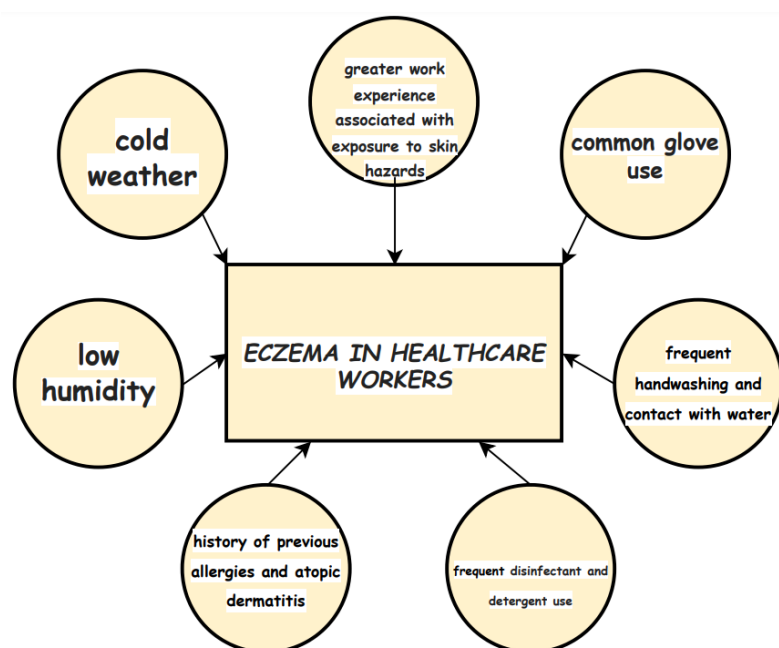 greater work
experience
associated with
exposure to skin
hazards
cold
weather
common glove
use
low
humidity
ECZEMA IN HEALTHCARE
WORKERS
frequent
handwashing and
contact with water
history of previous
allergies and atopic
dermatitis
frequent disinfectant and
detergent use